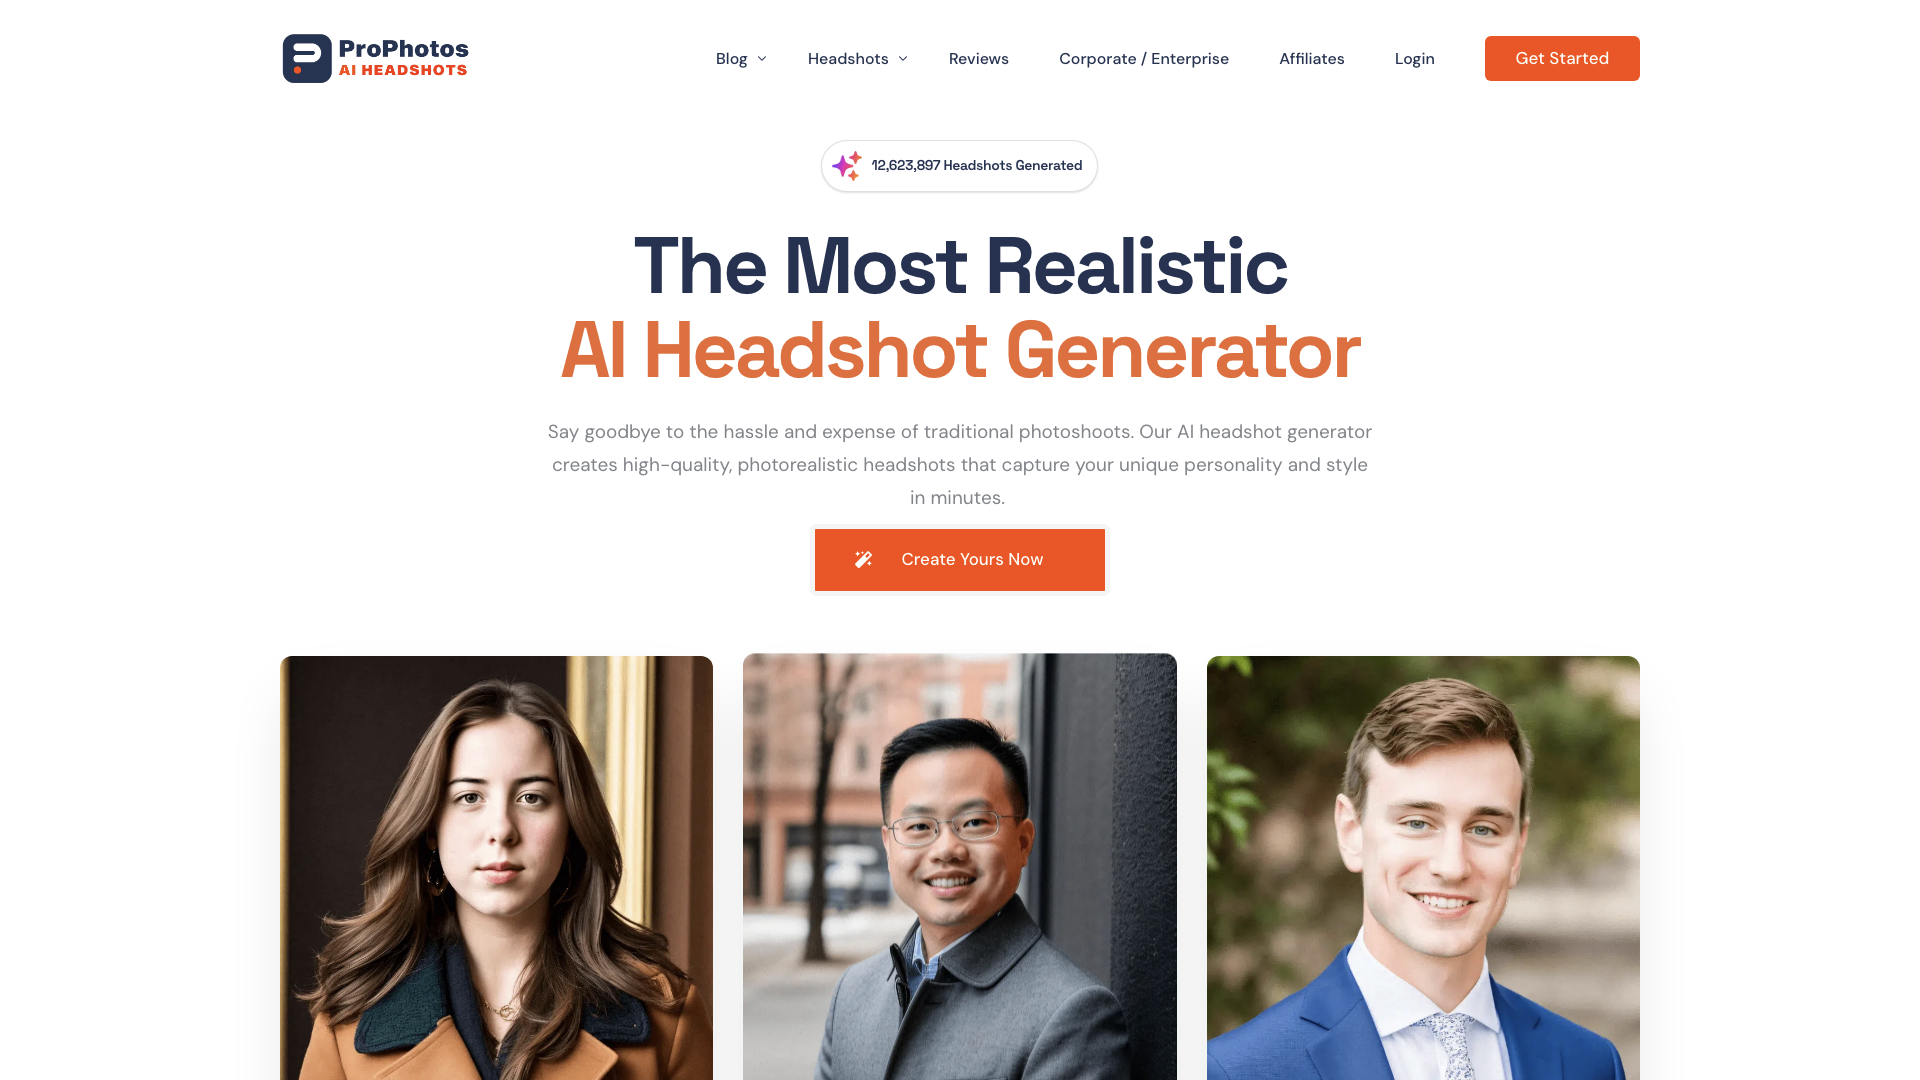 ProPhotos
AI HEADSHOTS
Blog
Headshots
Reviews
Corporate / Enterprise
Affiliates
Login
Get Started
12,623,897 Headshots Generated
The Most Realistic
AI Headshot Generator
Say goodbye to the hassle and expense of traditional photoshoots. Our AI headshot generator
creates high-quality, photorealistic headshots that capture your unique personality and style
in minutes.
Create Yours Now